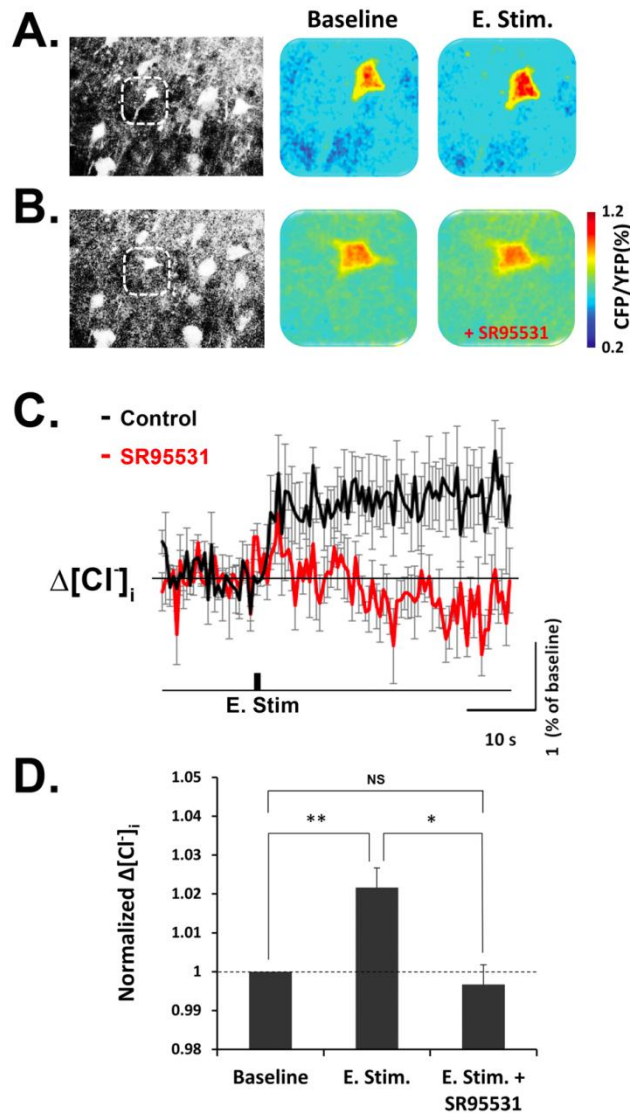 A.
Baseline
E. Stim.
B.
+ SR95531
1.2
CFP/YFP(%)
0.2
C.
- Control
- SR95531
Δ[Cl⁻]i
E. Stim
10 s
1 (% of baseline)
D.
Normalized Δ[Cl⁻]i
1.05
1.04
1.03
1.02
1.01
1
0.99
0.98
NS
**
*
Baseline
E. Stim.
E. Stim. +
SR95531